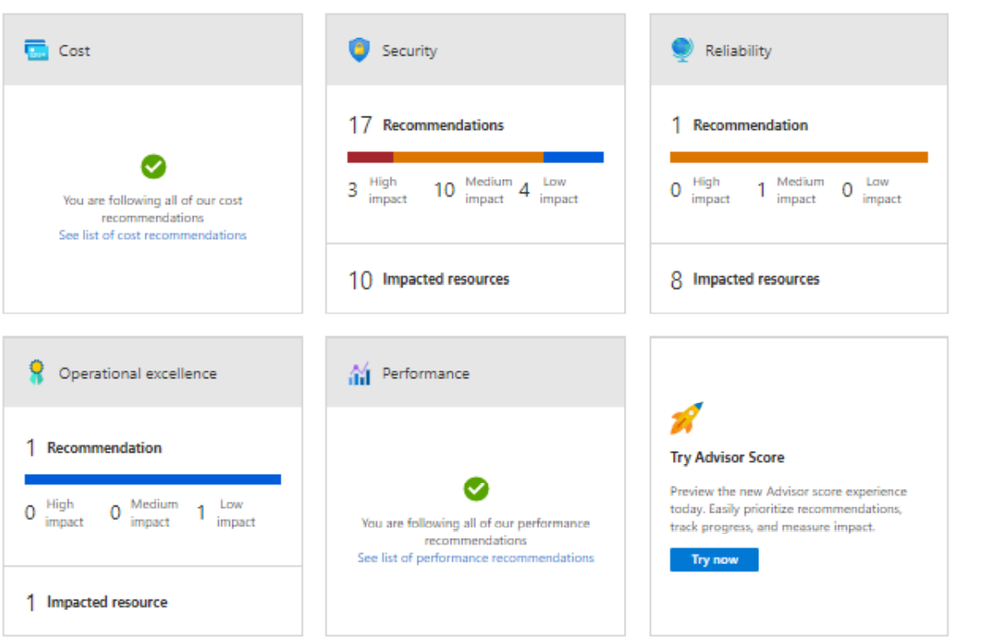 Cost
You are following all of our cost
recommendations
See list of cost recommendations
Security
17 Recommendations
3 High impact 10 Medium impact 4 Low impact
10 Impacted resources
Reliability
1 Recommendation
0 High impact 1 Medium impact 0 Low impact
8 Impacted resources
Operational excellence
1 Recommendation
0 High impact 0 Medium impact 1 Low impact
1 Impacted resource
Performance
You are following all of our performance
recommendations
See list of performance recommendations
Try Advisor Score
Preview the new Advisor score experience
today. Easily prioritize recommendations,
track progress, and measure impact.
Try now